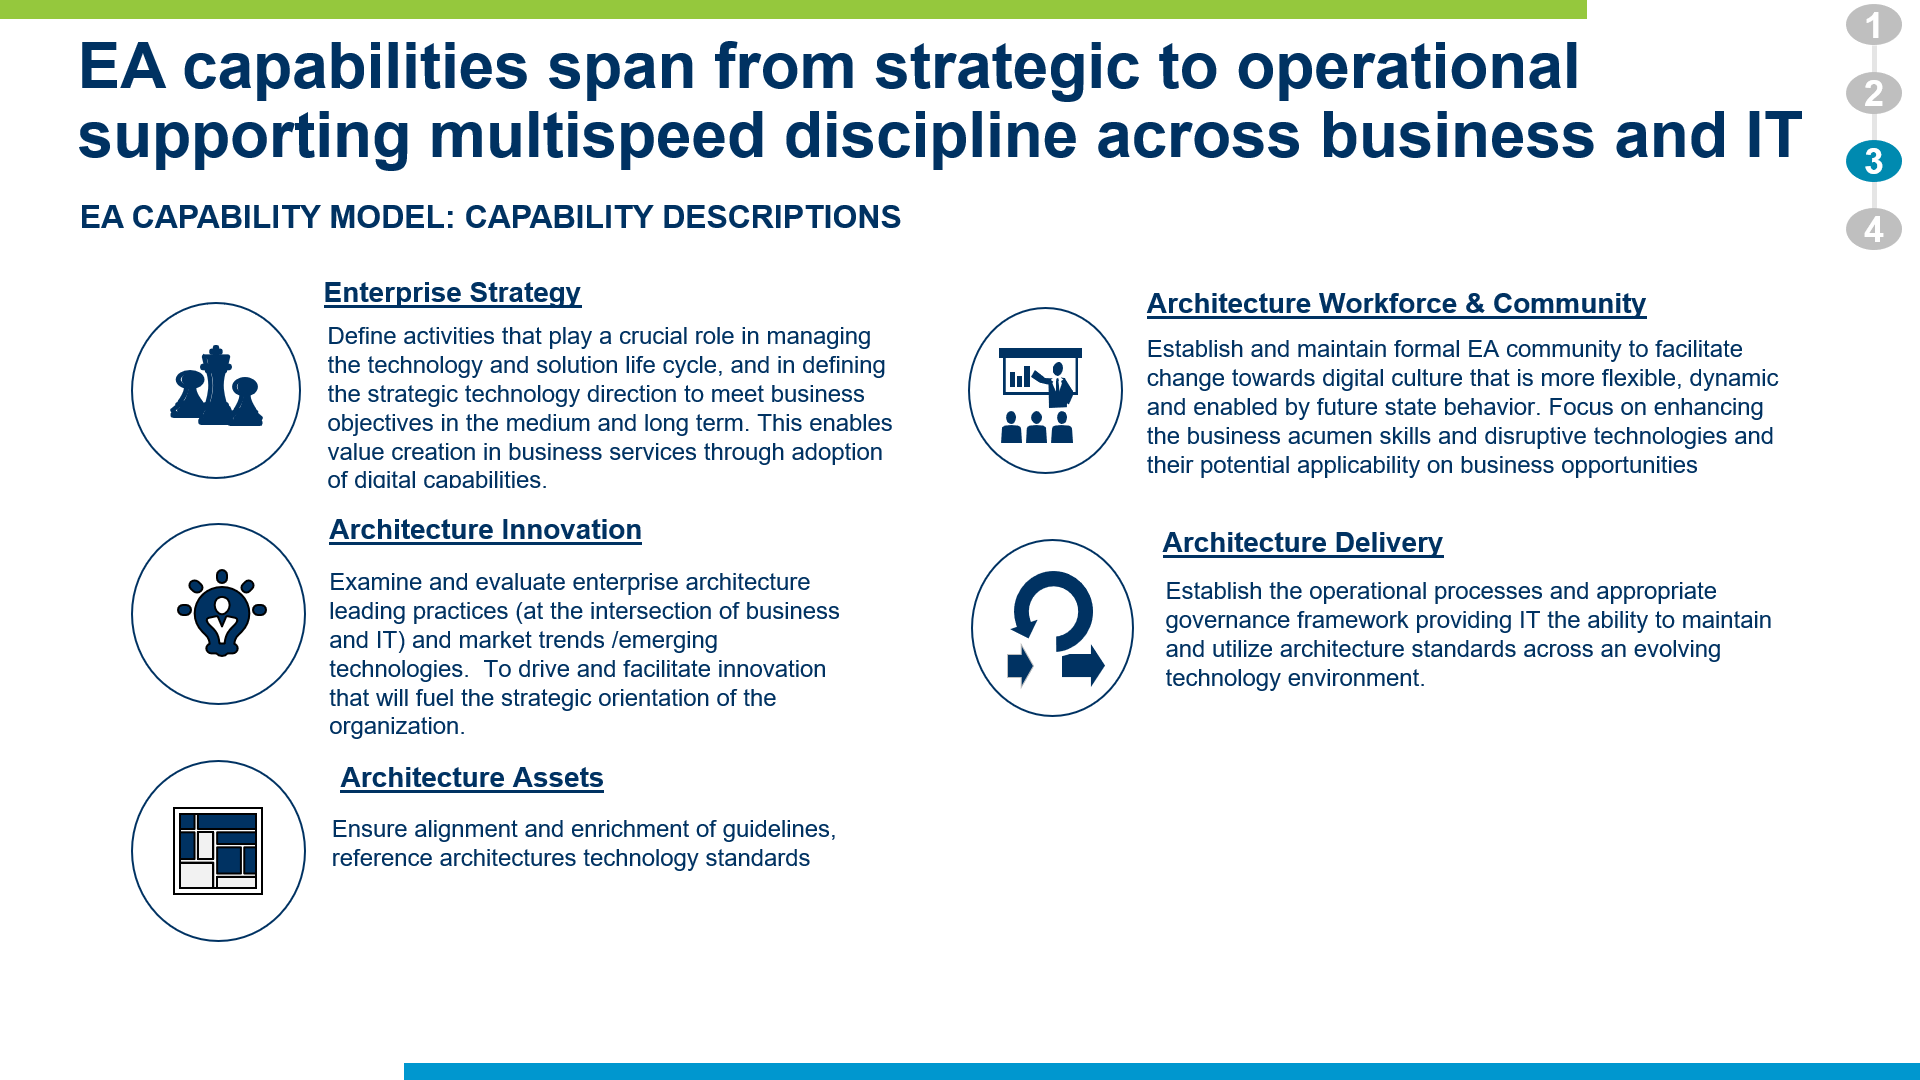 EA capabilities span from strategic to operational
supporting multispeed discipline across business and IT
1
2
3
4
EA CAPABILITY MODEL: CAPABILITY DESCRIPTIONS
Enterprise Strategy
Define activities that play a crucial role in managing
the technology and solution life cycle, and in defining
the strategic technology direction to meet business
objectives in the medium and long term. This enables
value creation in business services through adoption
of digital capabilities.
Architecture Innovation
Examine and evaluate enterprise architecture
leading practices (at the intersection of business
and IT) and market trends /emerging
technologies.  To drive and facilitate innovation
that will fuel the strategic orientation of the
organization.
Architecture Assets
Ensure alignment and enrichment of guidelines,
reference architectures technology standards
Architecture Workforce & Community
Establish and maintain formal EA community to facilitate
change towards digital culture that is more flexible, dynamic
and enabled by future state behavior. Focus on enhancing
the business acumen skills and disruptive technologies and
their potential applicability on business opportunities
Architecture Delivery
Establish the operational processes and appropriate
governance framework providing IT the ability to maintain
and utilize architecture standards across an evolving
technology environment.